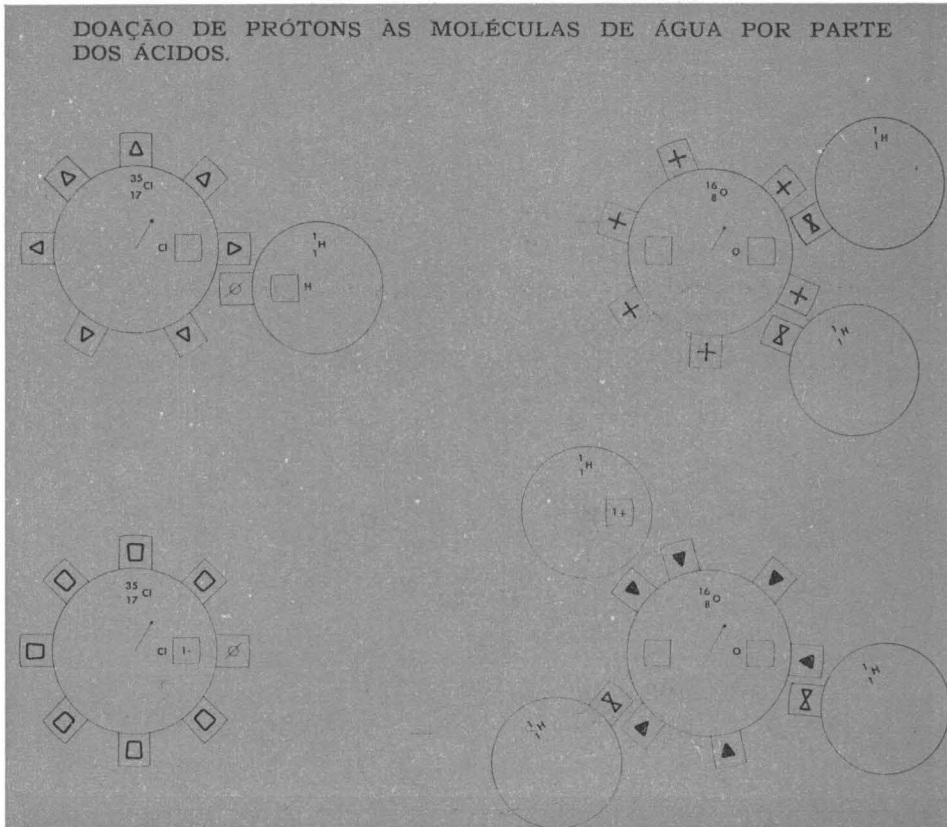 DOAÇÃO DE PRÓTONS ÀS MOLÉCULAS DE ÁGUA POR PARTE
DOS ÁCIDOS.
35
17 Cl
Cl
1
1 H
H
Ø
16
8 O
O
1
1 H
1
1 H
35
17 Cl
Cl
1-
Ø
1
1 H
1+
16
8 O
O
1
1 H
1
1 H